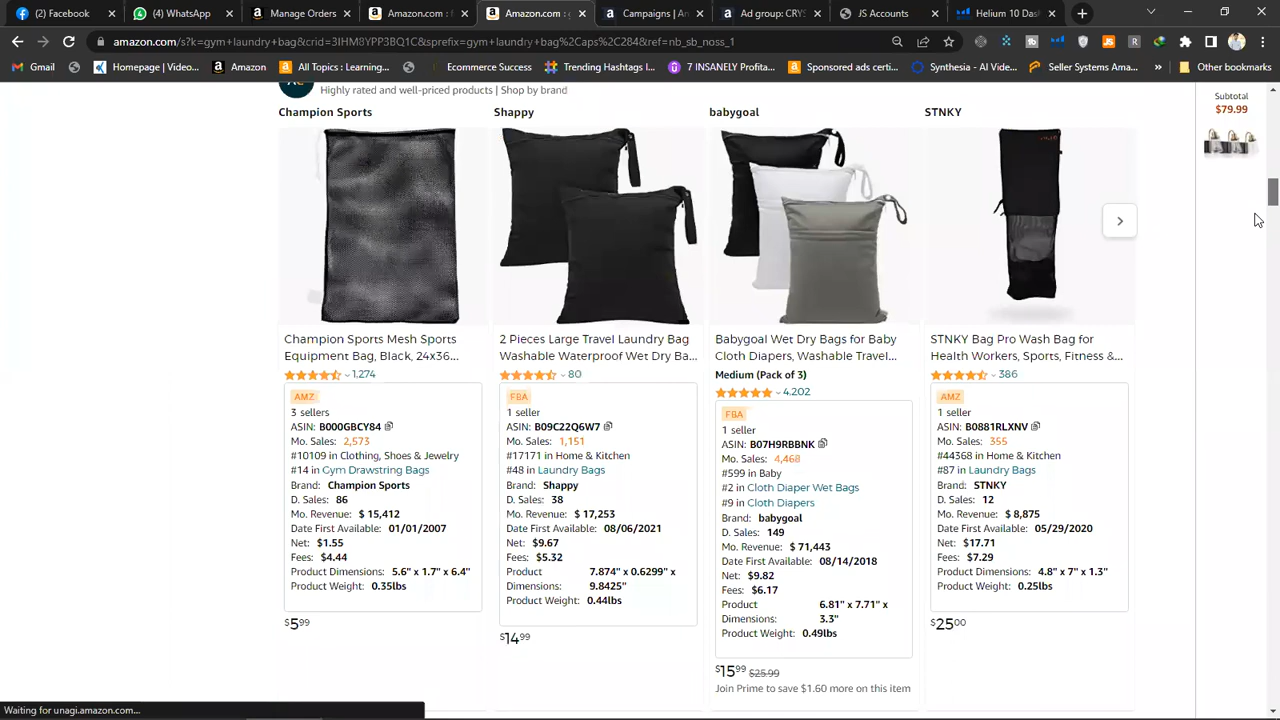 (2) Facebook
(4) WhatsApp
Manage Orders
Amazon.com : f
Amazon.com : g
Campaigns | An
Ad group: CRYS
JS Accounts
Helium 10 Dash
amazon.com/s?k=gym+laundry+bag&crid=3IHM8YPP3BQ1C&sprefix=gym+laundry+bag%2Caps%2C284&ref=nb_sb_noss_1
Gmail
Homepage | Video...
Amazon
All Topics : Learning...
Ecommerce Success
Trending Hashtags I...
7 INSANELY Profita...
Sponsored ads certi...
Synthesia - AI Vide...
Seller Systems Ama...
Other bookmarks
Highly rated and well-priced products | Shop by brand
Subtotal
$79.99
Champion Sports
Champion Sports Mesh Sports
Equipment Bag, Black, 24x36...
1,274
AMZ
3 sellers
ASIN: B000GBCY84
Mo. Sales: 2,573
#10109 in Clothing, Shoes & Jewelry
#14 in Gym Drawstring Bags
Brand: Champion Sports
D. Sales: 86
Mo. Revenue: $ 15,412
Date First Available: 01/01/2007
Net: $1.55
Fees: $4.44
Product Dimensions: 5.6" x 1.7" x 6.4"
Product Weight: 0.35lbs
$5.99
Shappy
2 Pieces Large Travel Laundry Bag
Washable Waterproof Wet Dry Ba...
80
FBA
1 seller
ASIN: B09C22Q6W7
Mo. Sales: 1,151
#17171 in Home & Kitchen
#48 in Laundry Bags
Brand: Shappy
D. Sales: 38
Mo. Revenue: $ 17,253
Date First Available: 08/06/2021
Net: $9.67
Fees: $5.32
Product 7.874" x 0.6299" x
Dimensions: 9.8425"
Product Weight: 0.44lbs
$14.99
babygoal
Babygoal Wet Dry Bags for Baby
Cloth Diapers, Washable Travel...
Medium (Pack of 3)
4,202
FBA
1 seller
ASIN: B07H9RBBNK
Mo. Sales: 4,468
#599 in Baby
#2 in Cloth Diaper Wet Bags
#9 in Cloth Diapers
Brand: babygoal
D. Sales: 149
Mo. Revenue: $ 71,443
Date First Available: 08/14/2018
Net: $9.82
Fees: $6.17
Product 6.81" x 7.71" x
Dimensions: 3.3"
Product Weight: 0.49lbs
$15.99 $25.99
Join Prime to save $1.60 more on this item
STNKY
STNKY Bag Pro Wash Bag for
Health Workers, Sports, Fitness &...
386
AMZ
1 seller
ASIN: B0881RLXNV
Mo. Sales: 355
#44368 in Home & Kitchen
#87 in Laundry Bags
Brand: STNKY
D. Sales: 12
Mo. Revenue: $ 8,875
Date First Available: 05/29/2020
Net: $17.71
Fees: $7.29
Product Dimensions: 4.8" x 7" x 1.3"
Product Weight: 0.25lbs
$25.00
Waiting for unagi.amazon.com...